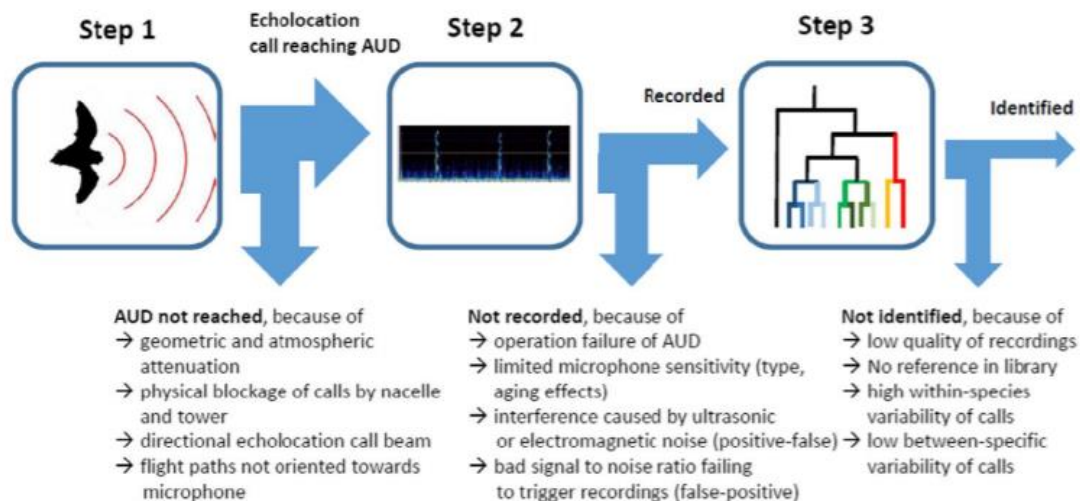 Step 1
Echolocation
call reaching AUD
Step 2
Recorded
Step 3
Identified
AUD not reached, because of
→ geometric and atmospheric
attenuation
→ physical blockage of calls by nacelle
and tower
→ directional echolocation call beam
→ flight paths not oriented towards
microphone
Not recorded, because of
→ operation failure of AUD
→ limited microphone sensitivity (type,
aging effects)
→ interference caused by ultrasonic
or electromagnetic noise (positive-false)
→ bad signal to noise ratio failing
to trigger recordings (false-positive)
Not identified, because of
→ low quality of recordings
→ No reference in library
→ high within-species
variability of calls
→ low between-specific
variability of calls